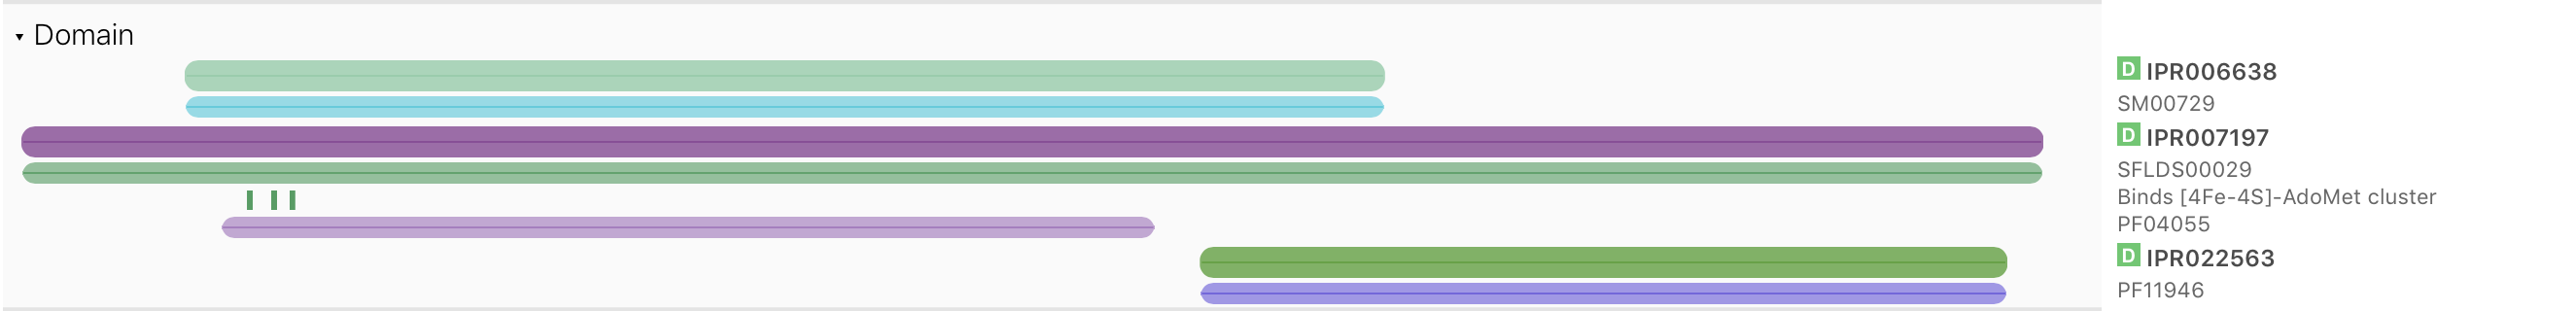 Domain
D IPR006638
SM00729
D IPR007197
SFLDS00029
Binds [4Fe-4S]-AdoMet cluster
PF04055
D IPR022563
PF11946